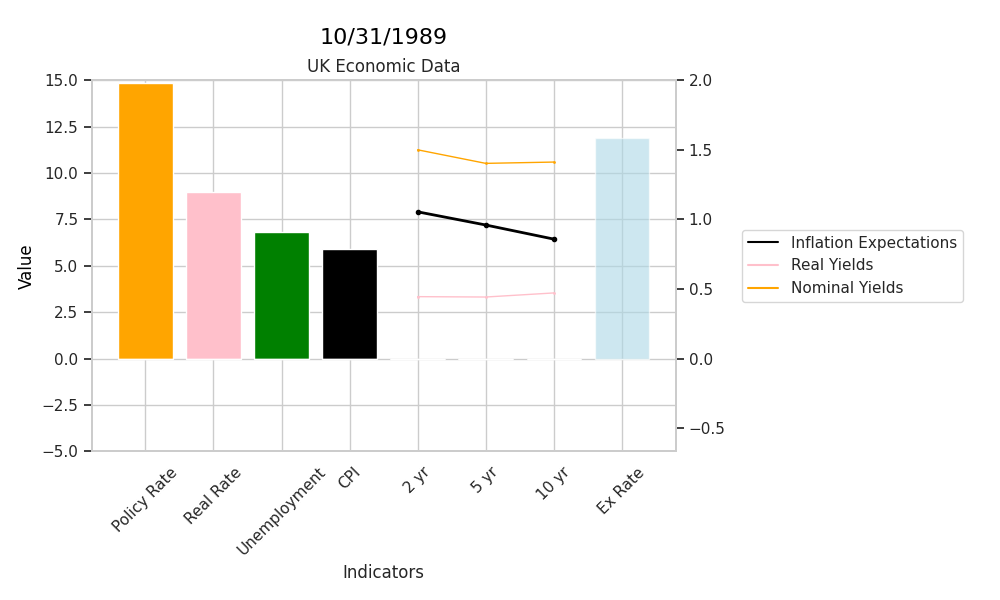 10/31/1989
UK Economic Data
15.0
12.5
10.0
7.5
5.0
2.5
0.0
−2.5
−5.0
Value
2.0
1.5
1.0
0.5
0.0
−0.5
Inflation Expectations
Real Yields
Nominal Yields
Policy Rate
Real Rate
Unemployment
CPI
2 yr
5 yr
10 yr
Ex Rate
Indicators